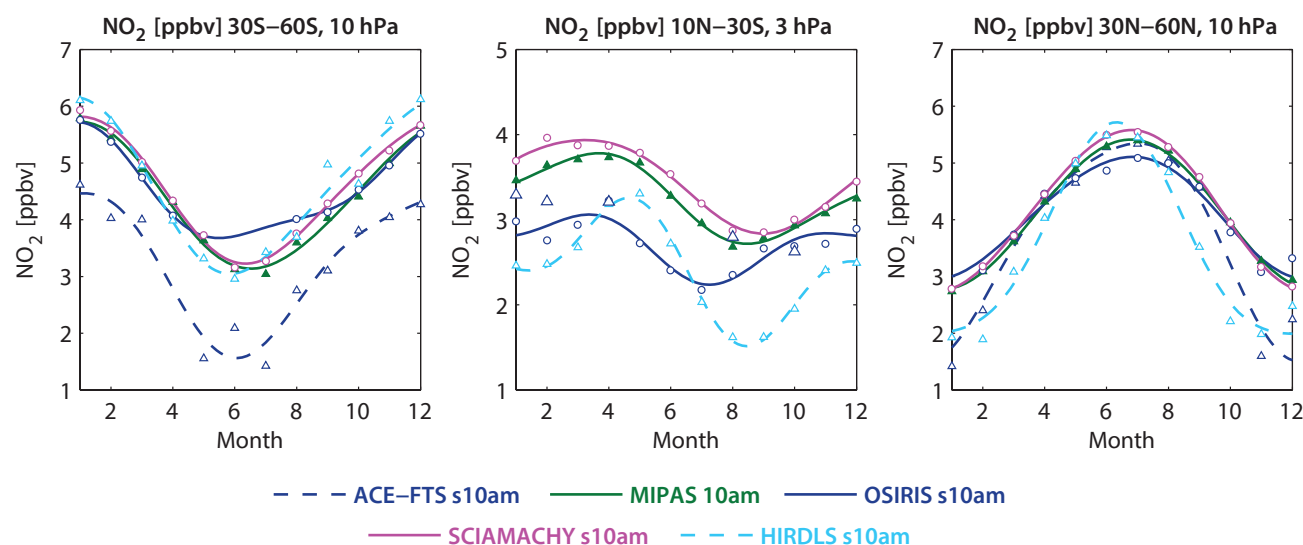 NO₂ [ppbv] 30S−60S, 10 hPa
NO₂ [ppbv]
7
6
5
4
3
2
1
2 4 6 8 10 12
Month
NO₂ [ppbv] 10N−30S, 3 hPa
NO₂ [ppbv]
5
4
3
2
1
2 4 6 8 10 12
Month
NO₂ [ppbv] 30N−60N, 10 hPa
NO₂ [ppbv]
7
6
5
4
3
2
1
2 4 6 8 10 12
Month
ACE−FTS s10am MIPAS 10am OSIRIS s10am
SCIAMACHY s10am HIRDLS s10am